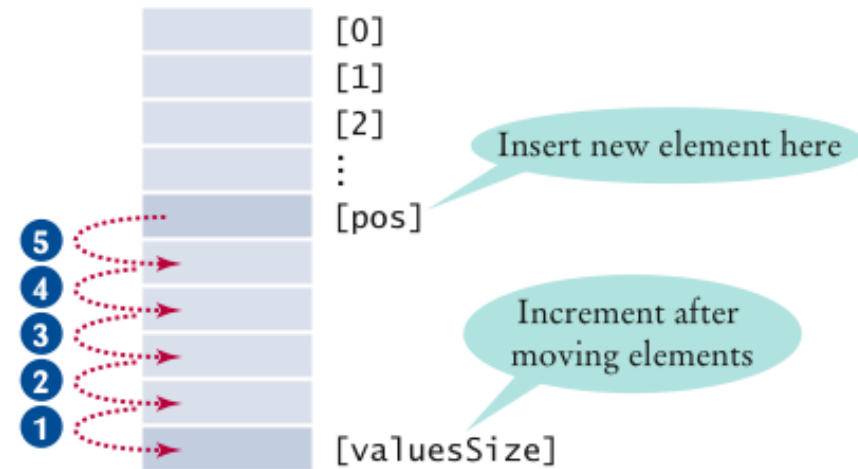 [0]
[1]
[2]
Insert new element here
⋮
[pos]
5
4
3
Increment after
moving elements
2
1
[valuesSize]